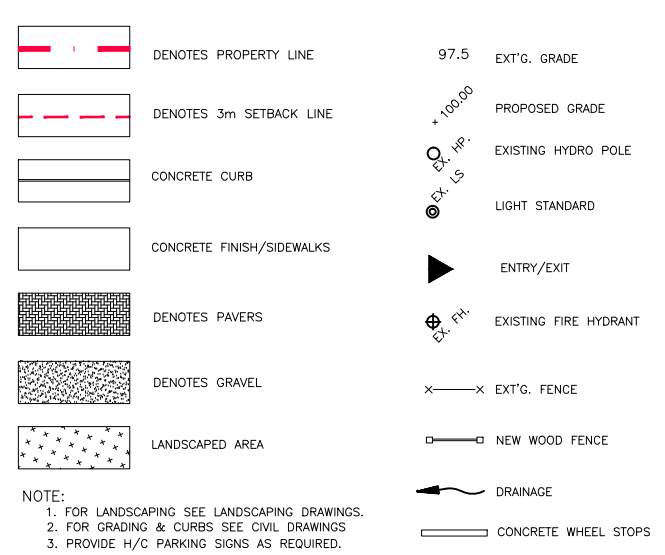 DENOTES PROPERTY LINE
DENOTES 3m SETBACK LINE
CONCRETE CURB
CONCRETE FINISH/SIDEWALKS
DENOTES PAVERS
DENOTES GRAVEL
LANDSCAPED AREA
NOTE:
1. FOR LANDSCAPING SEE LANDSCAPING DRAWINGS.
2. FOR GRADING & CURBS SEE CIVIL DRAWINGS
3. PROVIDE H/C PARKING SIGNS AS REQUIRED.
97.5 EXT'G. GRADE
+ 100.00 PROPOSED GRADE
EX. HP. EXISTING HYDRO POLE
EX. LS LIGHT STANDARD
ENTRY/EXIT
EX. FH. EXISTING FIRE HYDRANT
EXT'G. FENCE
NEW WOOD FENCE
DRAINAGE
CONCRETE WHEEL STOPS